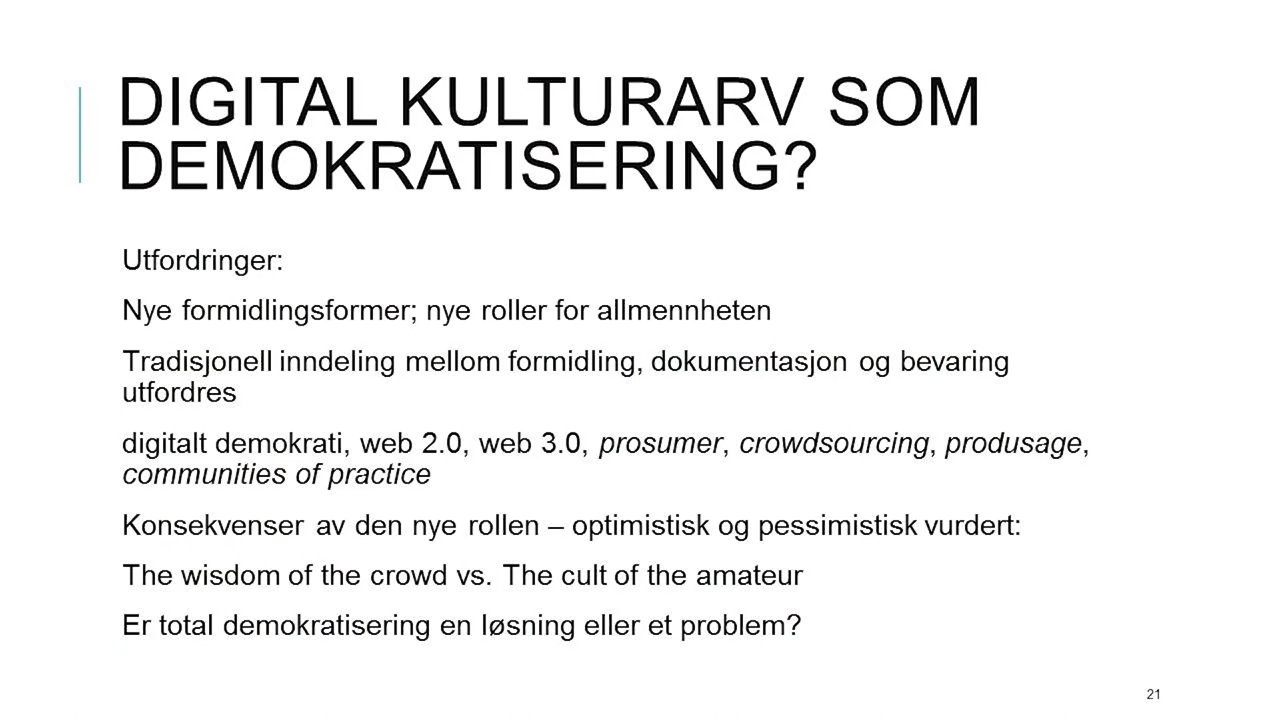 DIGITAL KULTURARV SOM
DEMOKRATISERING?
Utfordringer:
Nye formidlingsformer; nye roller for allmennheten
Tradisjonell inndeling mellom formidling, dokumentasjon og bevaring
utfordres
digitalt demokrati, web 2.0, web 3.0, prosumer, crowdsourcing, produsage,
communities of practice
Konsekvenser av den nye rollen – optimistisk og pessimistisk vurdert:
The wisdom of the crowd vs. The cult of the amateur
Er total demokratisering en løsning eller et problem?
21